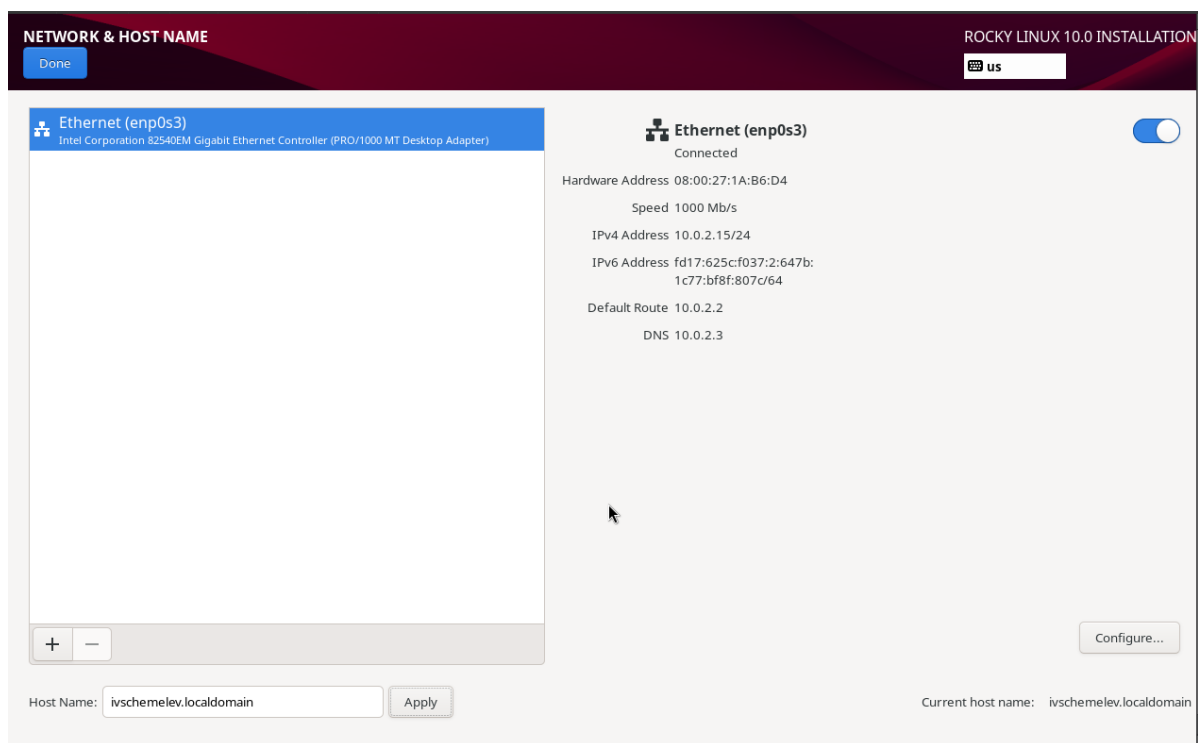 NETWORK & HOST NAME
ROCKY LINUX 10.0 INSTALLATION
Done
us
Ethernet (enp0s3)
Intel Corporation 82540EM Gigabit Ethernet Controller (PRO/1000 MT Desktop Adapter)
Ethernet (enp0s3)
Connected
Hardware Address 08:00:27:1A:B6:D4
Speed 1000 Mb/s
IPv4 Address 10.0.2.15/24
IPv6 Address fd17:625c:f037:2:647b:
1c77:bf8f:807c/64
Default Route 10.0.2.2
DNS 10.0.2.3
+ −
Configure...
Host Name: ivschemelev.localdomain Apply
Current host name: ivschemelev.localdomain